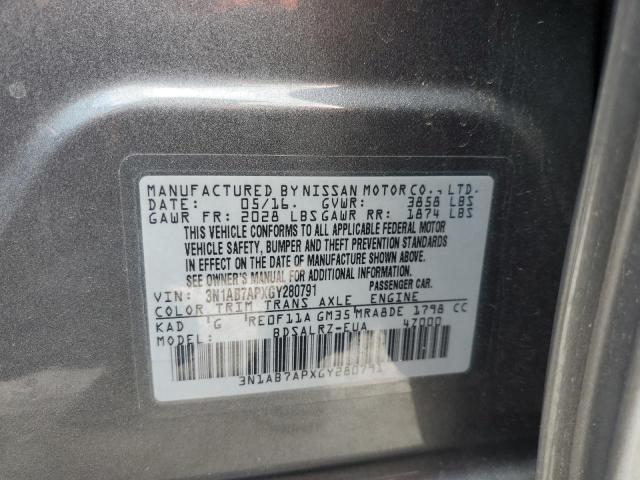 MANUFACTURED BY NISSAN MOTOR CO., LTD.
DATE: 05/16. GVWR: 3858 LBS
GAWR FR: 2028 LBS GAWR RR: 1874 LBS
THIS VEHICLE CONFORMS TO ALL APPLICABLE FEDERAL MOTOR
VEHICLE SAFETY, BUMPER AND THEFT PREVENTION STANDARDS
IN EFFECT ON THE DATE OF MANUFACTURE SHOWN ABOVE.
SEE OWNER'S MANUAL FOR ADDITIONAL INFORMATION.
VIN: 3N1AB7APXGY280791 PASSENGER CAR.
COLOR TRIM TRANS AXLE ENGINE
KAD G RE0F11A GM35 MRA8DE 1798 CC
MODEL: BDSALRZ-EUA 4Z000
3N1AB7APXGY280791